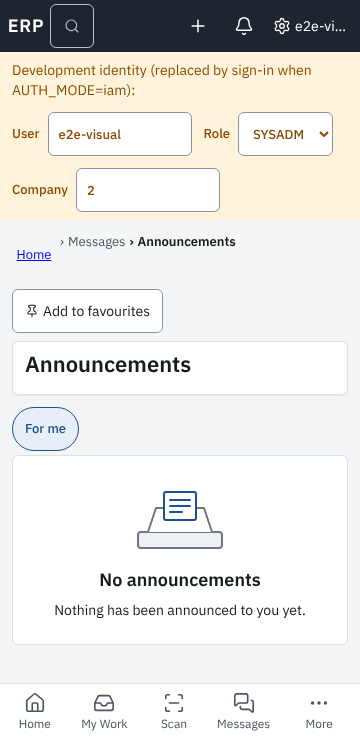 ERP
e2e-vi...
Development identity (replaced by sign-in when
AUTH_MODE=iam):
User e2e-visual Role SYSADM
Company 2
Home › Messages › Announcements
Add to favourites
Announcements
For me
No announcements
Nothing has been announced to you yet.
Home My Work Scan Messages More